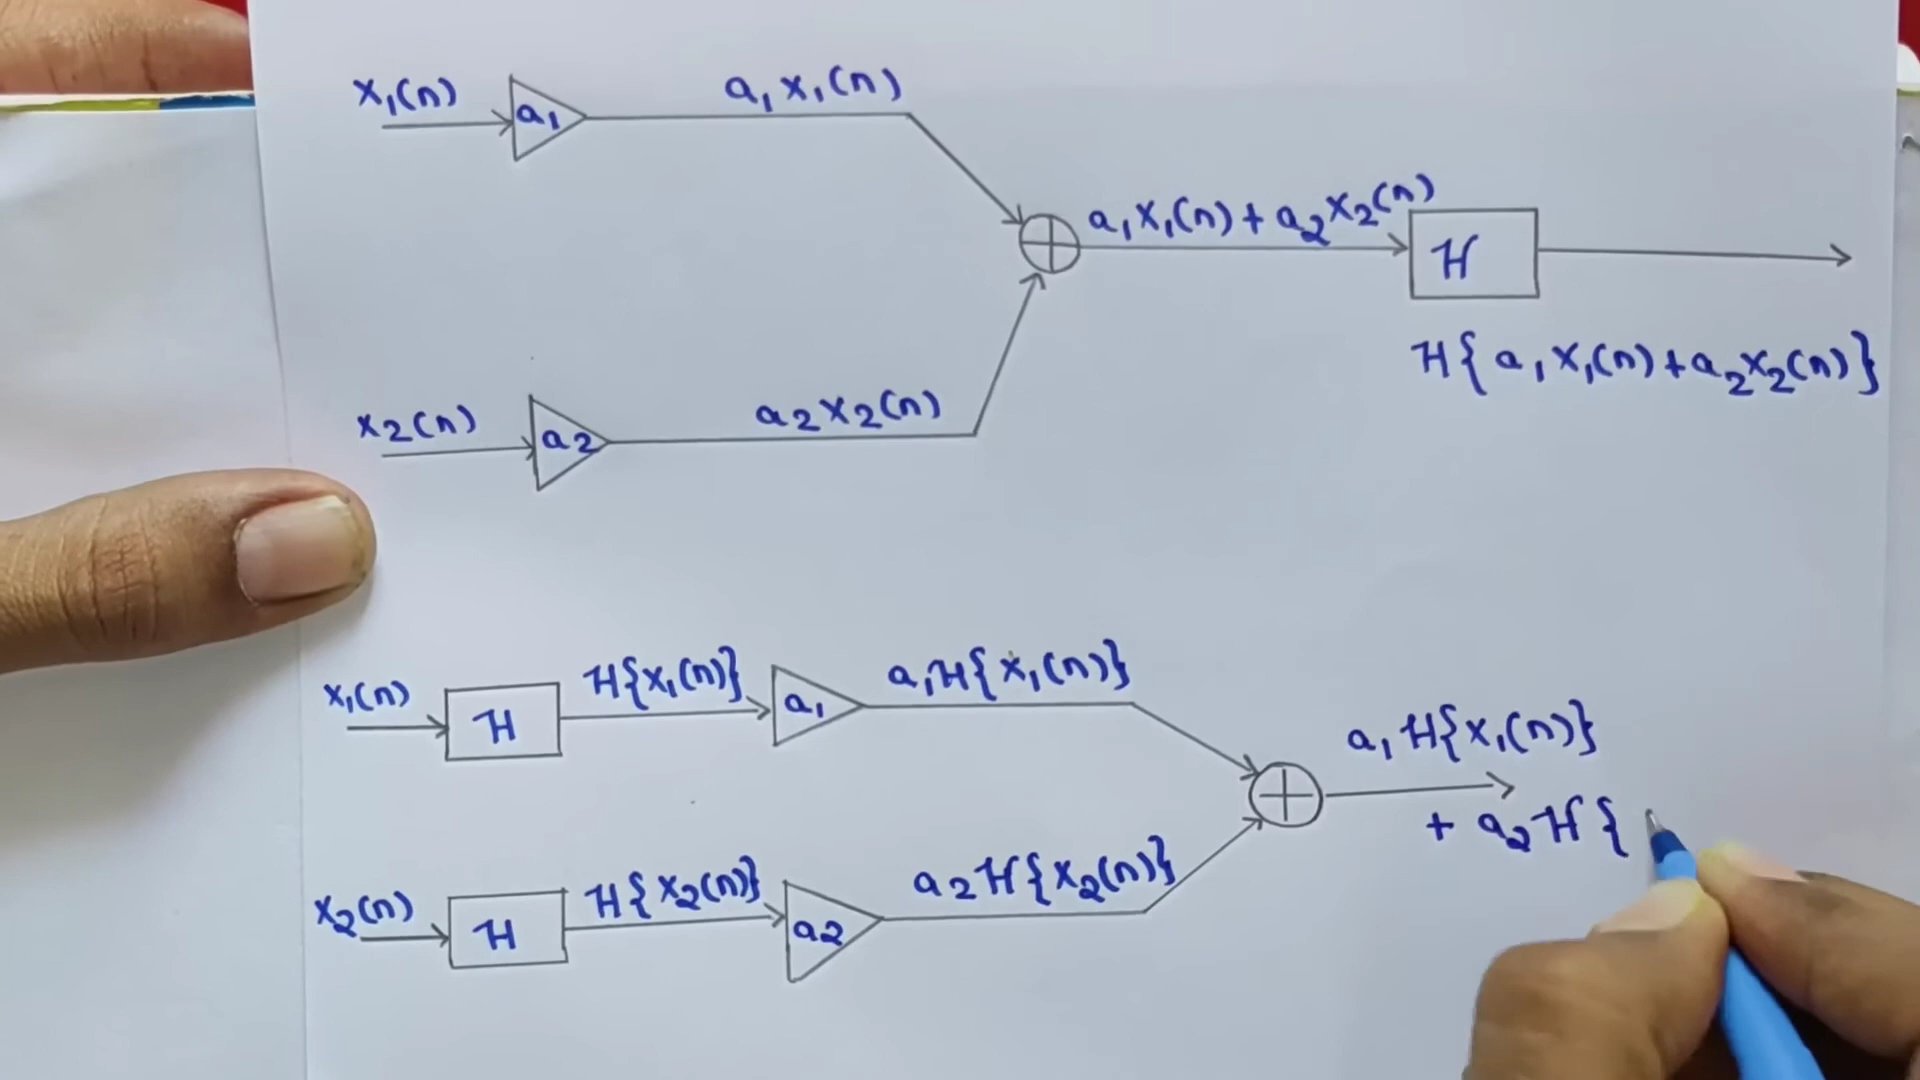 x₁(n)
a₁
a₁x₁(n)
a₁x₁(n) + a₂x₂(n)
H
H{a₁x₁(n)+a₂x₂(n)}
x₂(n)
a₂
a₂x₂(n)
x₁(n)
H
H{x₁(n)}
a₁
a₁H{x₁(n)}
a₁H{x₁(n)}
+ a₂H{
x₂(n)
H
H{x₂(n)}
a₂
a₂H{x₂(n)}